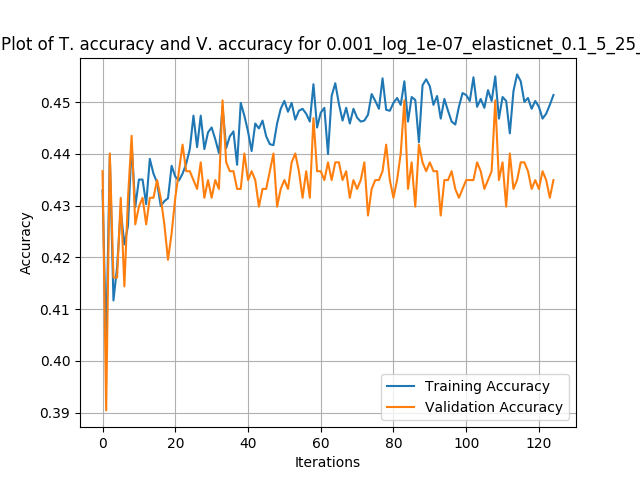 Plot of T. accuracy and V. accuracy for 0.001_log_1e-07_elasticnet_0.1_5_25_
Accuracy
0.45
0.44
0.43
0.42
0.41
0.40
0.39
Training Accuracy
Validation Accuracy
0 20 40 60 80 100 120
Iterations